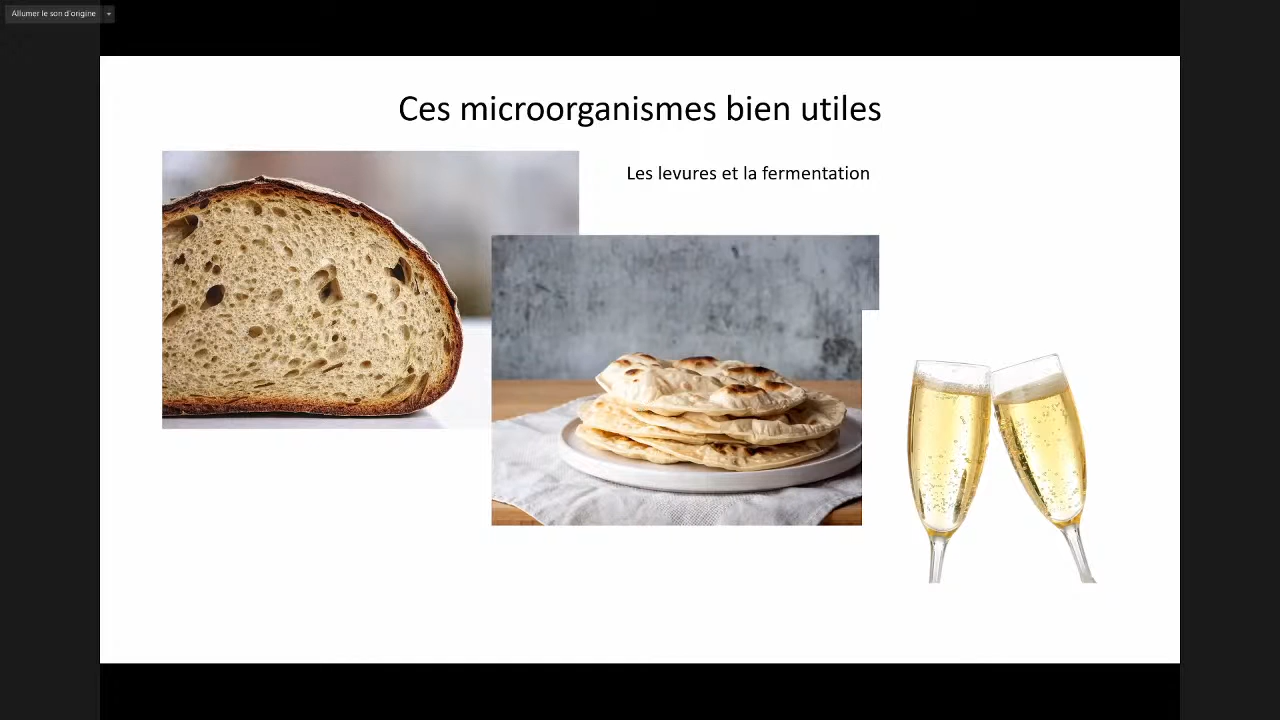 Allumer le son d'origine
Ces microorganismes bien utiles
Les levures et la fermentation